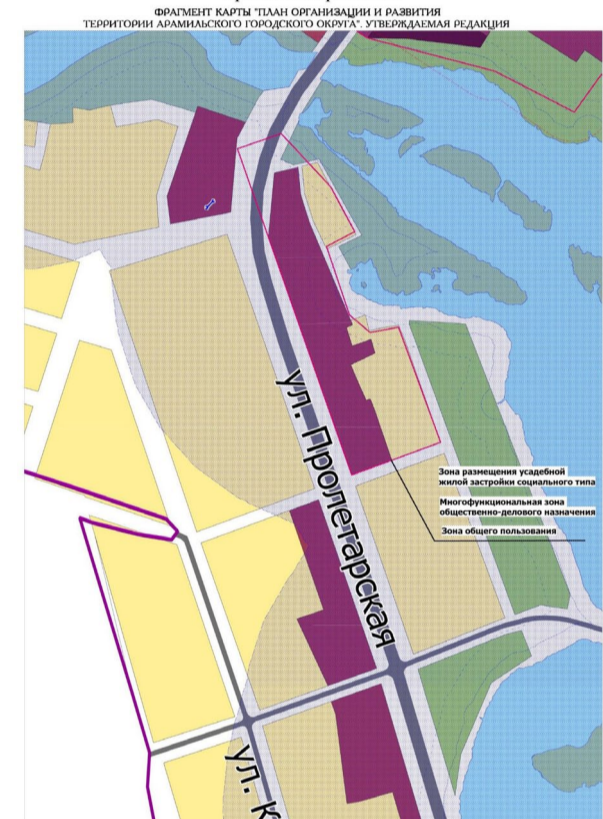 ФРАГМЕНТ КАРТЫ "ПЛАН ОРГАНИЗАЦИИ И РАЗВИТИЯ
ТЕРРИТОРИИ АРАМИЛЬСКОГО ГОРОДСКОГО ОКРУГА". УТВЕРЖДАЕМАЯ РЕДАКЦИЯ
ул. Пролетарская
Зона размещения усадебной
жилой застройки социального типа
Многофункциональная зона
общественно-делового назначения
Зона общего пользования
ул. К